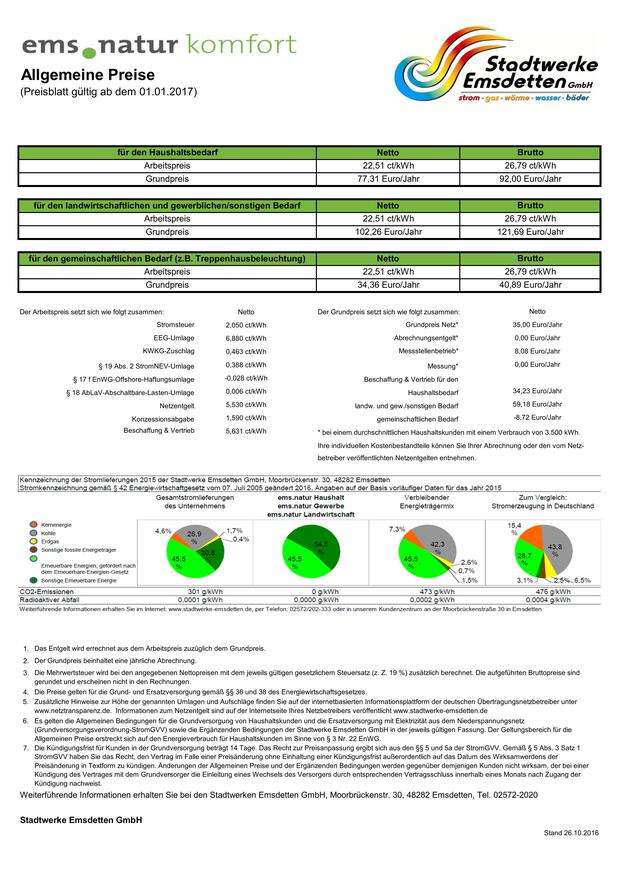 ems.natur komfort
Allgemeine Preise
(Preisblatt gültig ab dem 01.01.2017)
Stadtwerke
Emsdetten GmbH
strom - gas - wärme - wasser - bäder
für den Haushaltsbedarf Netto Brutto
Arbeitspreis 22,51 ct/kWh 26,79 ct/kWh
Grundpreis 77,31 Euro/Jahr 92,00 Euro/Jahr
für den landwirtschaftlichen und gewerblichen/sonstigen Bedarf Netto Brutto
Arbeitspreis 22,51 ct/kWh 26,79 ct/kWh
Grundpreis 102,26 Euro/Jahr 121,69 Euro/Jahr
für den gemeinschaftlichen Bedarf (z.B. Treppenhausbeleuchtung) Netto Brutto
Arbeitspreis 22,51 ct/kWh 26,79 ct/kWh
Grundpreis 34,36 Euro/Jahr 40,89 Euro/Jahr
Der Arbeitspreis setzt sich wie folgt zusammen: Netto
Stromsteuer 2,050 ct/kWh
EEG-Umlage 6,880 ct/kWh
KWKG-Zuschlag 0,463 ct/kWh
§ 19 Abs. 2 StromNEV-Umlage 0,388 ct/kWh
§ 17 f EnWG-Offshore-Haftungsumlage -0,028 ct/kWh
§ 18 AbLaV-Abschaltbare-Lasten-Umlage 0,006 ct/kWh
Netzentgelt 5,530 ct/kWh
Konzessionsabgabe 1,590 ct/kWh
Beschaffung & Vertrieb 5,631 ct/kWh
Der Grundpreis setzt sich wie folgt zusammen: Netto
Grundpreis Netz* 35,00 Euro/Jahr
Abrechnungsentgelt* 0,00 Euro/Jahr
Messstellenbetrieb* 8,08 Euro/Jahr
Messung* 0,00 Euro/Jahr
Beschaffung & Vertrieb für den
Haushaltsbedarf 34,23 Euro/Jahr
landw. und gew./sonstigen Bedarf 59,18 Euro/Jahr
gemeinschaftlichen Bedarf -8,72 Euro/Jahr
* bei einem durchschnittlichen Haushaltskunden mit einem Verbrauch von 3.500 kWh.
Ihre individuellen Kostenbestandteile können Sie Ihrer Abrechnung oder den vom Netz-
betreiber veröffentlichten Netzentgelten entnehmen.
Kennzeichnung der Stromlieferungen 2015 der Stadtwerke Emsdetten GmbH, Moorbrückenstr. 30, 48282 Emsdetten
Stromkennzeichnung gemäß § 42 Energiewirtschaftgesetz vom 07. Juli 2005 geändert 2016, Angaben auf der Basis vorläufiger Daten für das Jahr 2015
Gesamtstromlieferungen
des Unternehmens
ems.natur Haushalt
ems.natur Gewerbe
ems.natur Landwirtschaft
Verbleibender
Energieträgermix
Zum Vergleich:
Stromerzeugung in Deutschland
Kernenergie
Kohle
Erdgas
Sonstige fossile Energieträger
Erneuerbare Energien, gefördert nach
dem Erneuerbare-Energien-Gesetz
Sonstige Erneuerbare Energie
4,6%
26,9
%
1,7%
0,4%
45,5
%
54,5
%
45,5
%
7,3%
42,3
%
45,5
%
2,6%
0,7%
1,5%
15,4
%
43,8
%
28,7
%
3,1%
2,5%
6,5%
CO2-Emissionen 301 g/kWh 0 g/kWh 473 g/kWh 476 g/kWh
Radioaktiver Abfall 0,0001 g/kWh 0,0000 g/kWh 0,0002 g/kWh 0,0004 g/kWh
Weiterführende Informationen erhalten Sie im Internet: www.stadtwerke-emsdetten.de, per Telefon: 02572/202-333 oder in unserem Kundenzentrum an der Moorbrückenstraße 30 in Emsdetten
1. Das Entgelt wird errechnet aus dem Arbeitspreis zuzüglich dem Grundpreis.
2. Der Grundpreis beinhaltet eine jährliche Abrechnung.
3. Die Mehrwertsteuer wird bei den angegebenen Nettopreisen mit dem jeweils gültigen gesetzlichem Steuersatz (z. Z. 19 %) zusätzlich berechnet. Die aufgeführten Bruttopreise sind
gerundet und erscheinen nicht in den Rechnungen.
4. Die Preise gelten für die Grund- und Ersatzversorgung gemäß §§ 36 und 38 des Energiewirtschaftsgesetzes.
5. Zusätzliche Hinweise zur Höhe der genannten Umlagen und Aufschläge finden Sie auf der internetbasierten Informationsplattform der deutschen Übertragungsnetzbetreiber unter
www.netztransparenz.de. Informationen zum Netzentgelt sind auf der Internetseite Ihres Netzbetreibers veröffentlicht www.stadtwerke-emsdetten.de
6. Es gelten die Allgemeinen Bedingungen für die Grundversorgung von Haushaltskunden und die Ersatzversorgung mit Elektrizität aus dem Niederspannungsnetz
(Grundversorgungsverordnung-StromGVV) sowie die Ergänzenden Bedingungen der Stadtwerke Emsdetten GmbH in der jeweils gültigen Fassung. Der Geltungsbereich für die
Allgemeinen Preise erstreckt sich auf den Energieverbrauch für Haushaltskunden im Sinne von § 3 Nr. 22 EnWG.
7. Die Kündigungsfrist für Kunden in der Grundversorgung beträgt 14 Tage. Das Recht zur Preisanpassung ergibt sich aus den §§ 5 und 5a der StromGVV. Gemäß § 5 Abs. 3 Satz 1
StromGVV haben Sie das Recht, den Vertrag im Falle einer Preisänderung ohne Einhaltung einer Kündigungsfrist außerordentlich auf das Datum des Wirksamwerdens der
Preisänderung in Textform zu kündigen. Änderungen der Allgemeinen Preise und der Ergänzenden Bedingungen werden gegenüber demjenigen Kunden nicht wirksam, der bei einer
Kündigung des Vertrages mit dem Grundversorger die Einleitung eines Wechsels des Versorgers durch entsprechenden Vertragsschluss innerhalb eines Monats nach Zugang der
Kündigung nachweist.
Weiterführende Informationen erhalten Sie bei den Stadtwerken Emsdetten GmbH, Moorbrückenstr. 30, 48282 Emsdetten, Tel. 02572-2020
Stadtwerke Emsdetten GmbH
Stand 26.10.2016